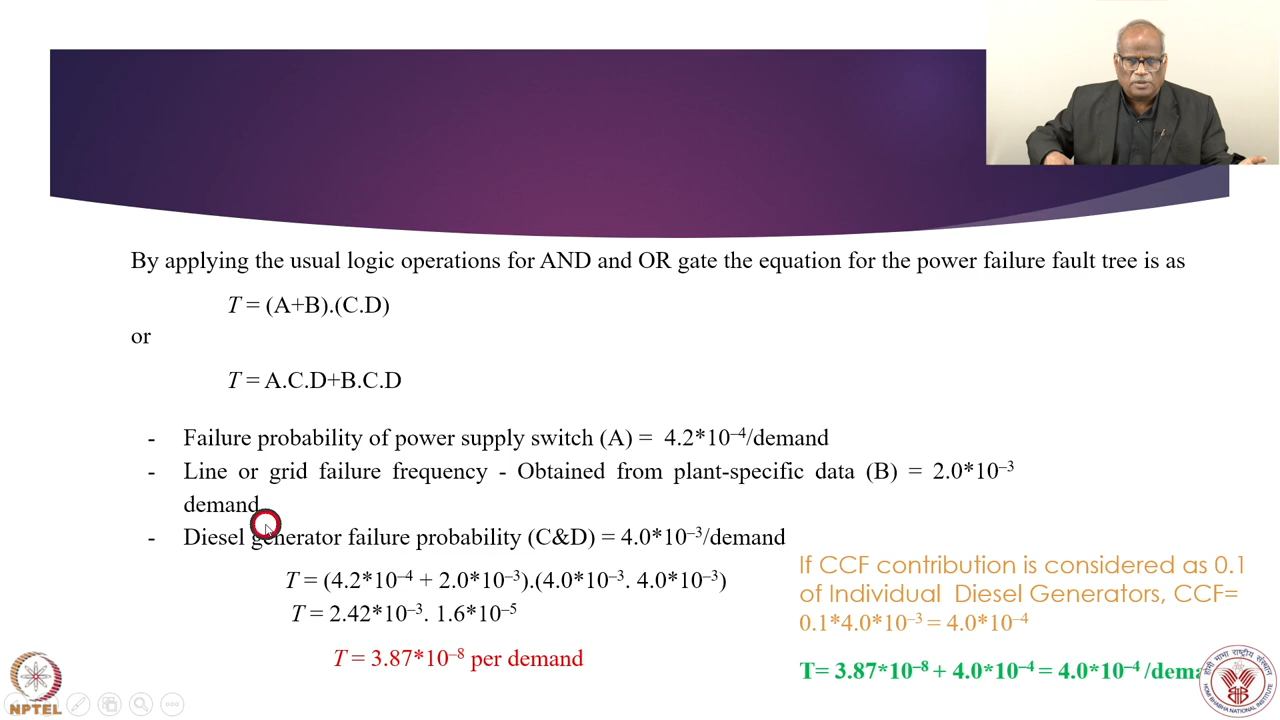 By applying the usual logic operations for AND and OR gate the equation for the power failure fault tree is as
T = (A+B).(C.D)
or
T = A.C.D+B.C.D
- Failure probability of power supply switch (A) = 4.2*10⁻⁴/demand
- Line or grid failure frequency - Obtained from plant-specific data (B) = 2.0*10⁻³
demand
- Diesel generator failure probability (C&D) = 4.0*10⁻³/demand
T = (4.2*10⁻⁴ + 2.0*10⁻³).(4.0*10⁻³. 4.0*10⁻³)
T = 2.42*10⁻³. 1.6*10⁻⁵
T = 3.87*10⁻⁸ per demand
If CCF contribution is considered as 0.1
of Individual Diesel Generators, CCF=
0.1*4.0*10⁻³ = 4.0*10⁻⁴
T= 3.87*10⁻⁸ + 4.0*10⁻⁴ = 4.0*10⁻⁴ /dema
NPTEL